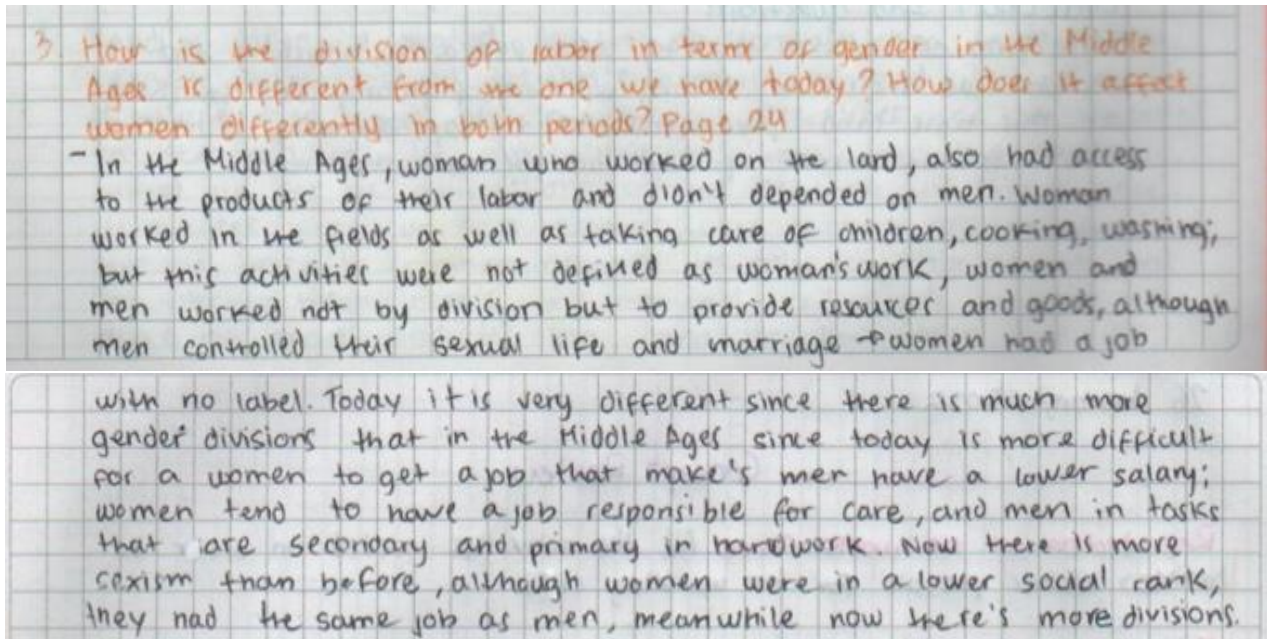 3. How is the division of labor in terms of gender in the Middle
Ages is different from the one we have today? How does it affect
women differently in both periods? Page 24
- In the Middle Ages, woman who worked on the land, also had access
to the products of their labor and didn't depended on men. Woman
worked in the fields as well as taking care of children, cooking, washing;
but this activities were not defined as woman's work, women and
men worked not by division but to provide resources and goods, although
men controlled their sexual life and marriage → women had a job
with no label. Today it is very different since there is much more
gender divisions that in the Middle Ages since today is more difficult
for a women to get a job that make's mer have a lower salary;
women tend to have a job responsible for care, and men in tasks
that are secondary and primary in hardwork. Now there is more
sexism than before, although women were in a lower social rank,
they had the same job as men, meanwhile now there's more divisions.